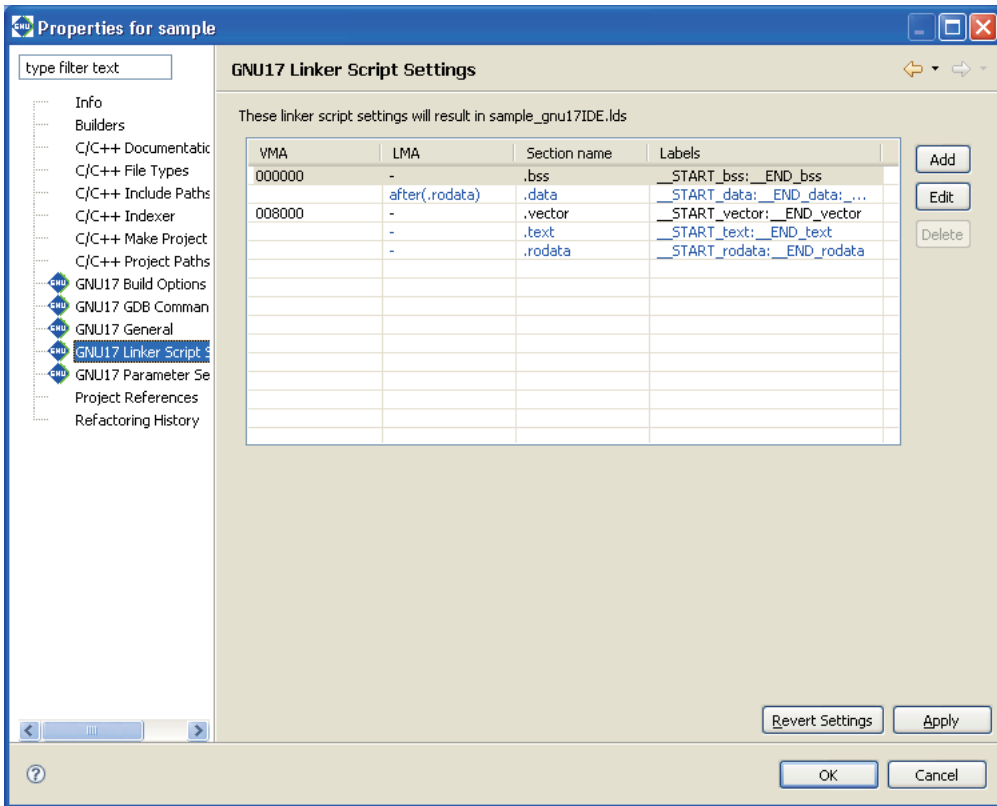 Properties for sample
type filter text
GNU17 Linker Script Settings
Info
Builders
C/C++ Documentatic
C/C++ File Types
C/C++ Include Paths
C/C++ Indexer
C/C++ Make Project
C/C++ Project Paths
GNU17 Build Options
GNU17 GDB Comman
GNU17 General
GNU17 Linker Script S
GNU17 Parameter Se
Project References
Refactoring History
These linker script settings will result in sample_gnu17IDE.lds
VMA LMA Section name Labels
000000 - .bss __START_bss:__END_bss
after(.rodata) .data __START_data:__END_data:_...
008000 - .vector __START_vector:__END_vector
- .text __START_text:__END_text
- .rodata __START_rodata:__END_rodata
Add
Edit
Delete
Revert Settings Apply
OK Cancel